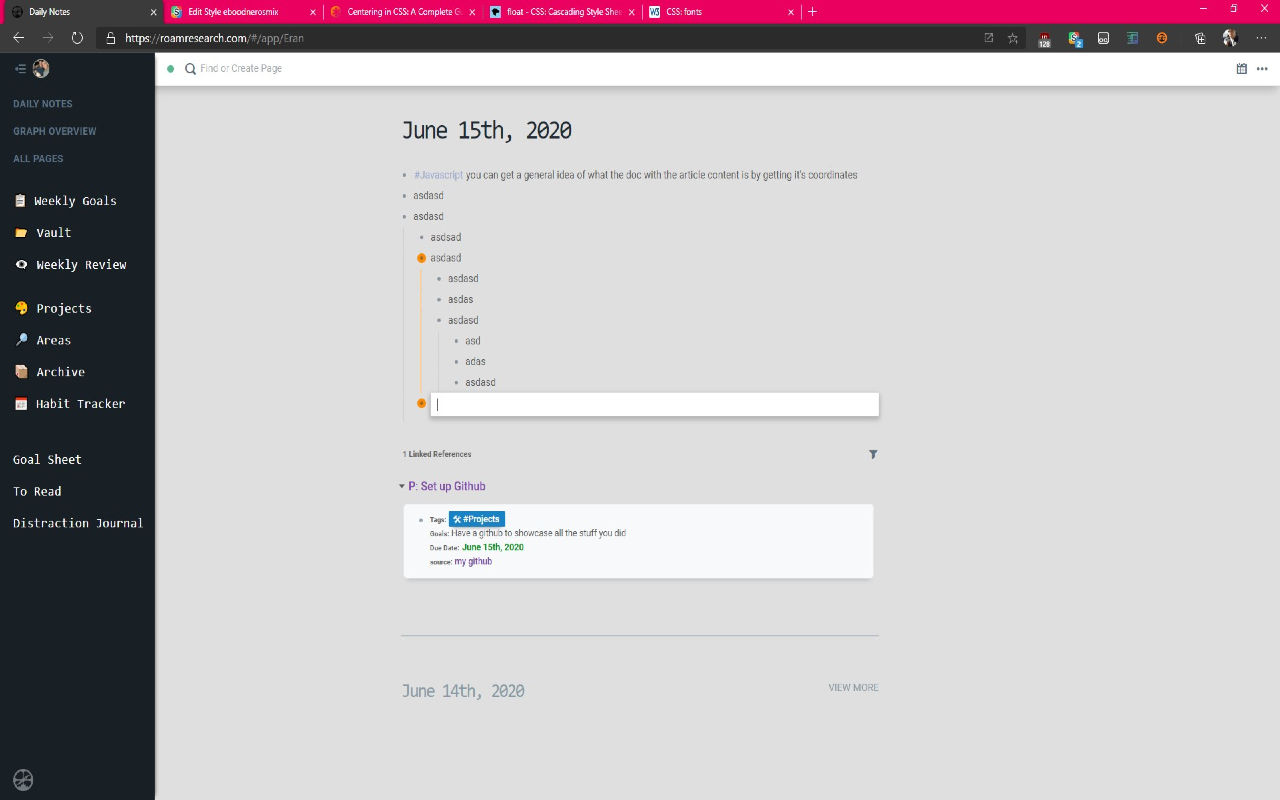 Daily Notes
Edit Style eboodnerosmix
Centering in CSS: A Complete G
float - CSS: Cascading Style Shee
CSS: fonts
https://roamresearch.com/#/app/Eran
128
2
Find or Create Page
DAILY NOTES
GRAPH OVERVIEW
ALL PAGES
Weekly Goals
Vault
Weekly Review
Projects
Areas
Archive
Habit Tracker
Goal Sheet
To Read
Distraction Journal
June 15th, 2020
#Javascript you can get a general idea of what the doc with the article content is by getting it's coordinates
asdasd
asdasd
asdsad
asdasd
asdasd
asdas
asdasd
asd
adas
asdasd
1 Linked References
P: Set up Github
Tags: #Projects
Goals: Have a github to showcase all the stuff you did
Due Date: June 15th, 2020
source: my github
June 14th, 2020
VIEW MORE